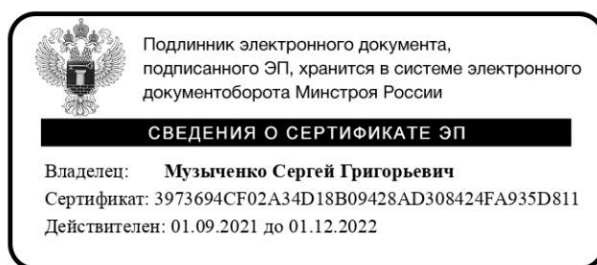 Подлинник электронного документа,
подписанного ЭП, хранится в системе электронного
документооборота Минстроя России
СВЕДЕНИЯ О СЕРТИФИКАТЕ ЭП
Владелец: Музыченко Сергей Григорьевич
Сертификат: 3973694CF02A34D18B09428AD308424FA935D811
Действителен: 01.09.2021 до 01.12.2022